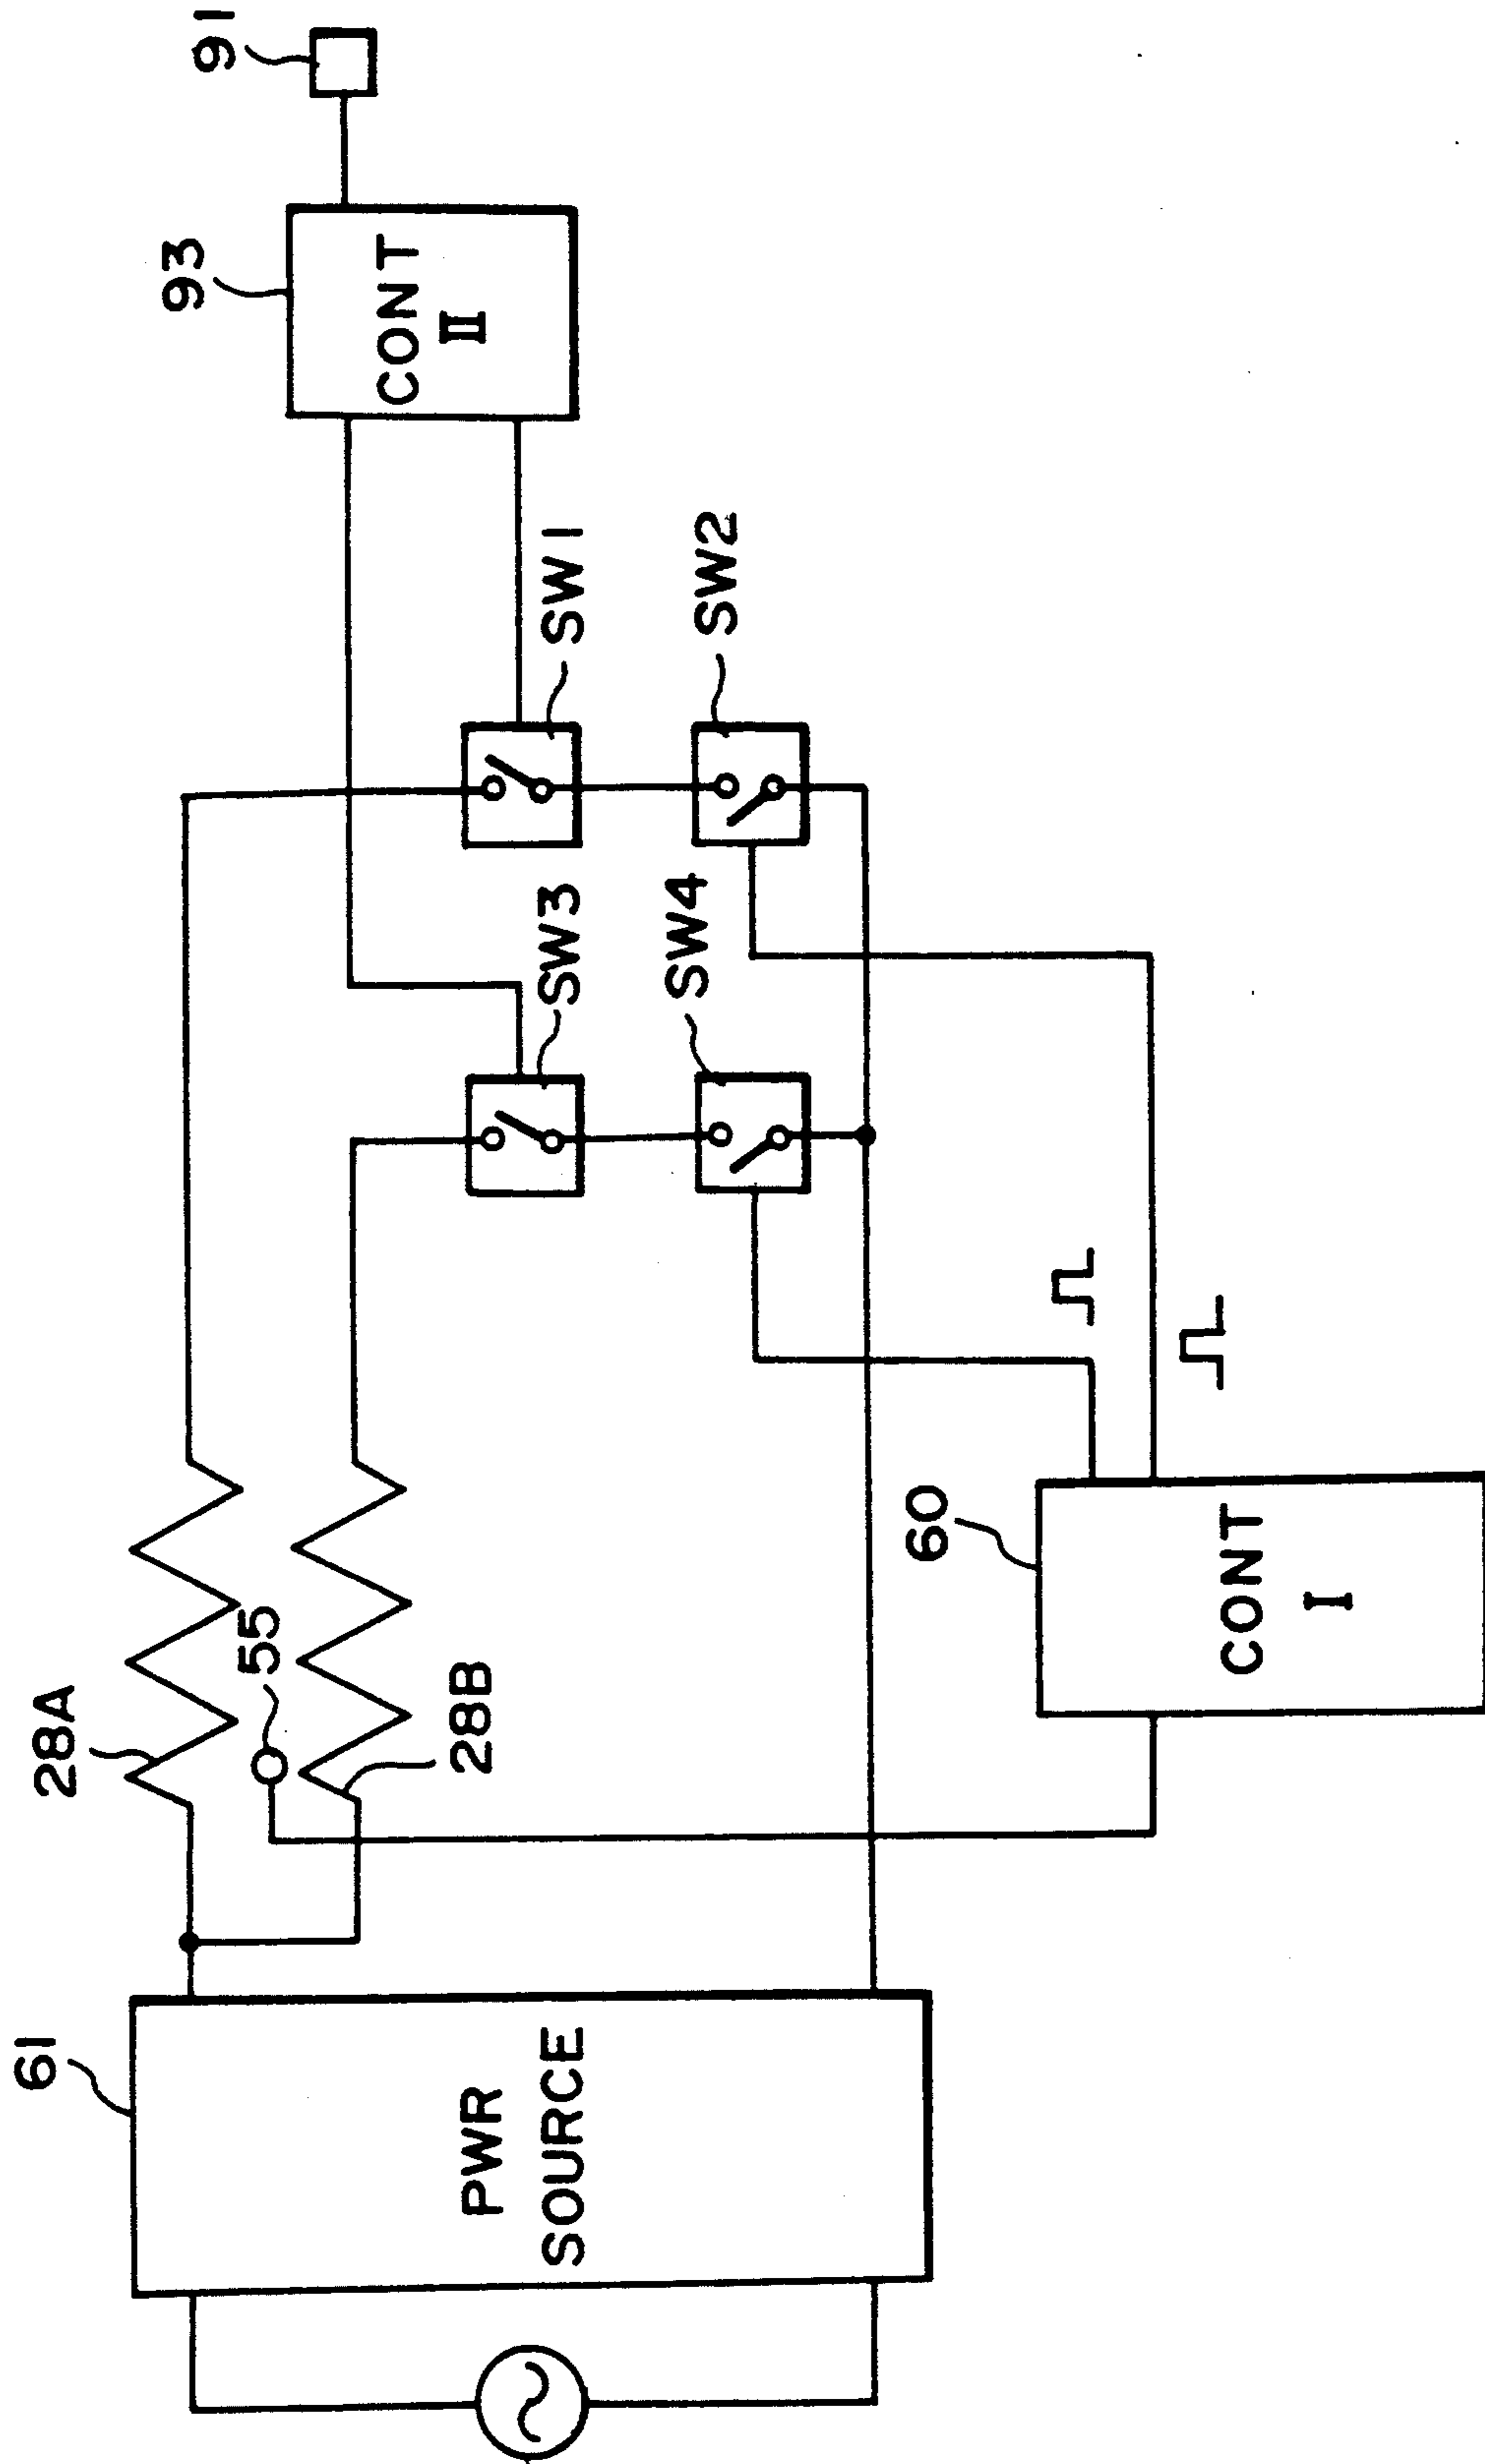 91
93
CONT
II
SW1
SW2
SW3
SW4
28A
55
28B
60
CONT
I
61
PWR
SOURCE